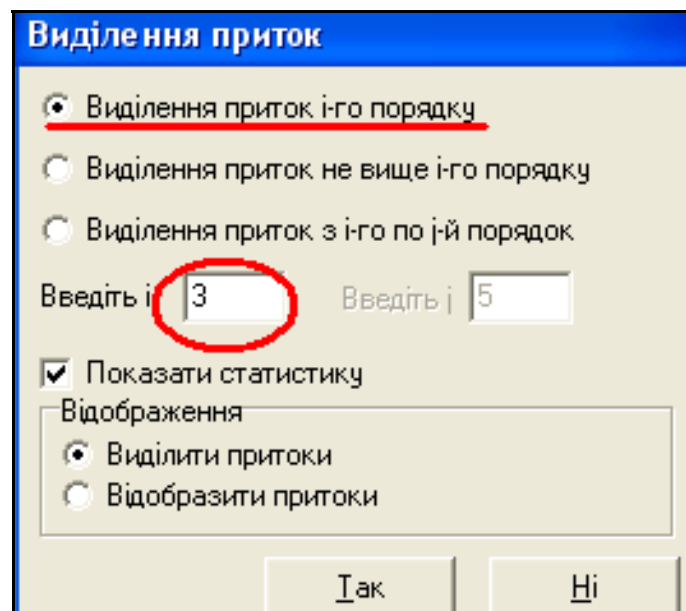 Виділення приток
Виділення приток і-го порядку
Виділення приток не вище і-го порядку
Виділення приток з і-го по j-й порядок
Введіть і 3 Введіть j 5
Показати статистику
Відображення
Виділити притоки
Відобразити притоки
Так Ні